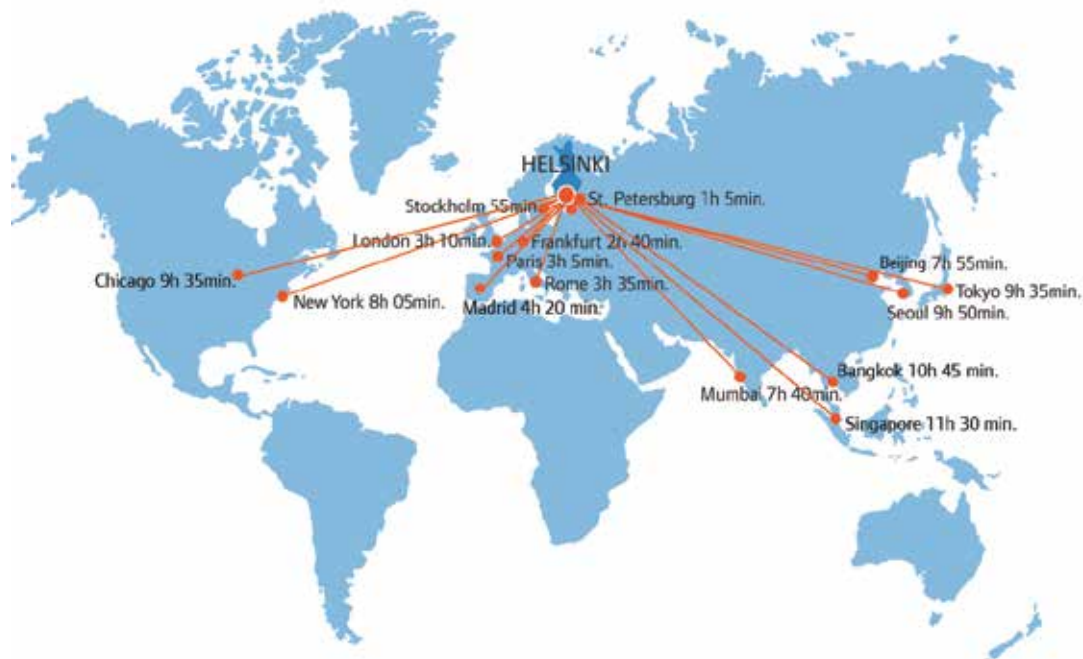 HELSINKI
St. Petersburg 1h 5min.
Stockholm 55min
London 3h 10min.
Frankfurt 2h 40min.
Paris 3h 5min.
Beijing 7h 55min.
Chicago 9h 35min.
Rome 3h 35min.
Tokyo 9h 35min.
New York 8h 05min.
Madrid 4h 20 min.
Seoul 9h 50min.
Bangkok 10h 45 min.
Mumbai 7h 40min.
Singapore 11h 30 min.